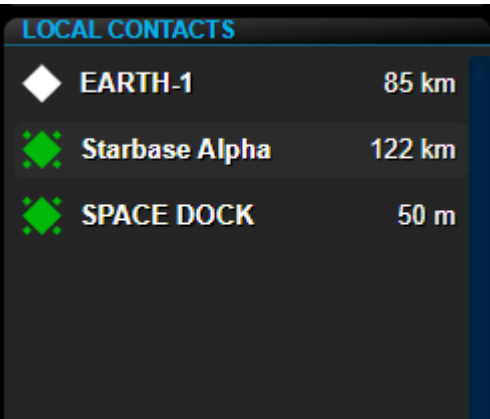 LOCAL CONTACTS
EARTH-1 85 km
Starbase Alpha 122 km
SPACE DOCK 50 m